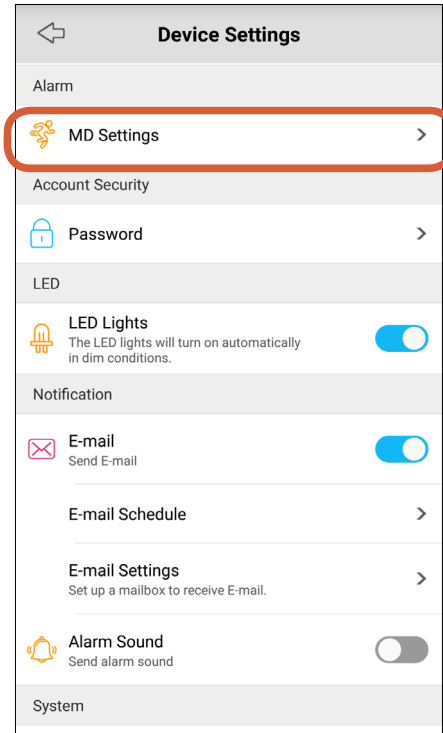 Device Settings
Alarm
MD Settings
Account Security
Password
LED
LED Lights
The LED lights will turn on automatically
in dim conditions.
Notification
E-mail
Send E-mail
E-mail Schedule
E-mail Settings
Set up a mailbox to receive E-mail.
Alarm Sound
Send alarm sound
System